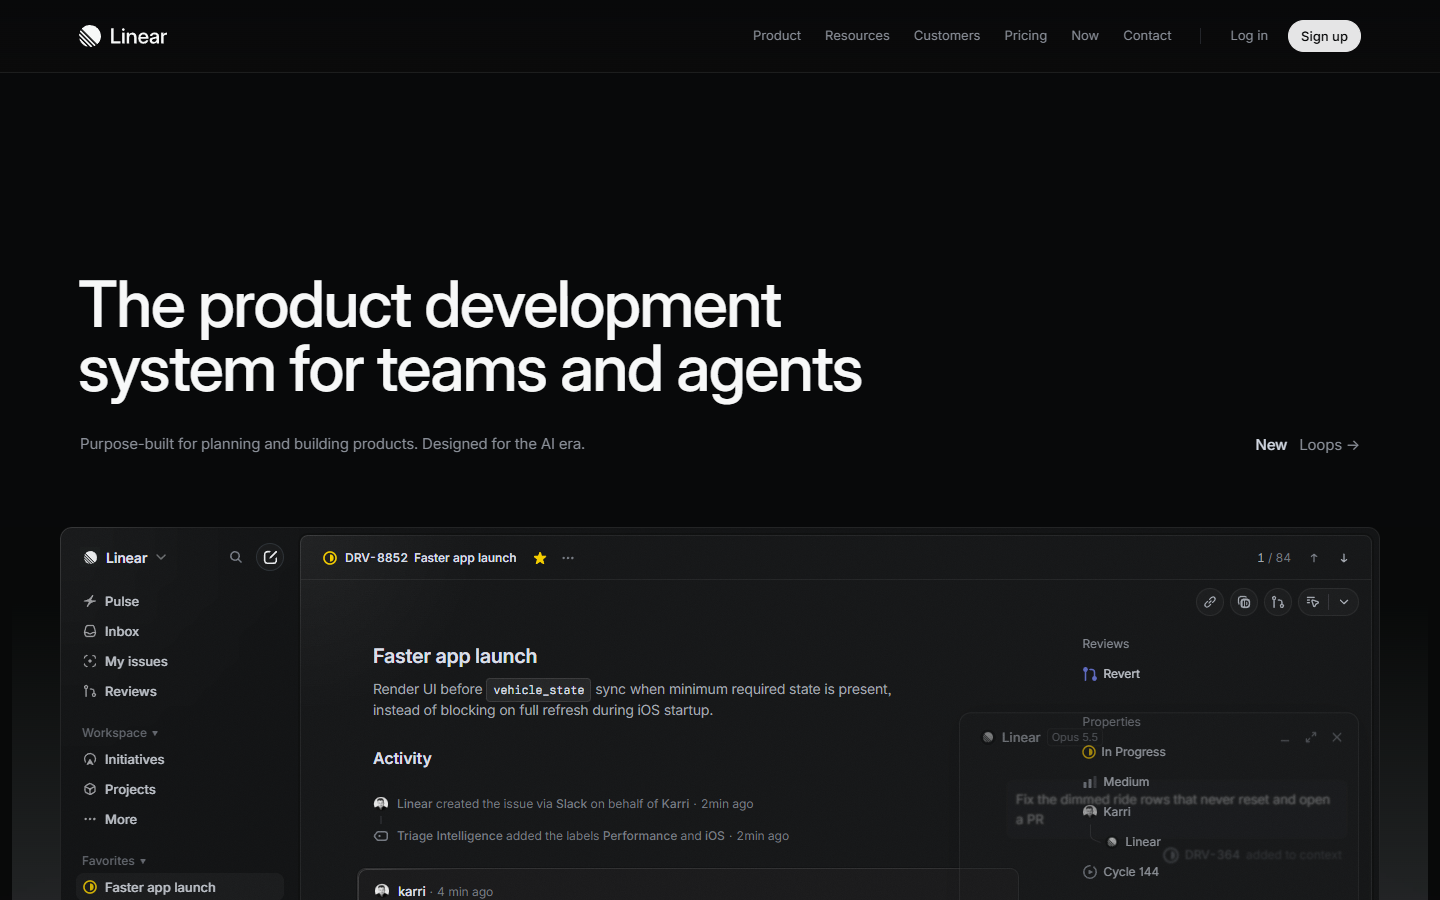 Linear
Product
Resources
Customers
Pricing
Now
Contact
Log in
Sign up
The product development
system for teams and agents
Purpose-built for planning and building products. Designed for the AI era.
New Loops →
Linear
Pulse
Inbox
My issues
Reviews
Workspace ▾
Initiatives
Projects
More
Favorites ▾
Faster app launch
DRV-8852 Faster app launch
1 / 84
Faster app launch
Render UI before vehicle_state sync when minimum required state is present,
instead of blocking on full refresh during iOS startup.
Activity
Linear created the issue via Slack on behalf of Karri · 2min ago
Triage Intelligence added the labels Performance and iOS · 2min ago
karri · 4 min ago
Reviews
Revert
Properties
In Progress
Medium
Karri
Linear
Cycle 144
Linear Opus 5.5
Fix the dimmed ride rows that never reset and open
a PR
DRV-364 added to context